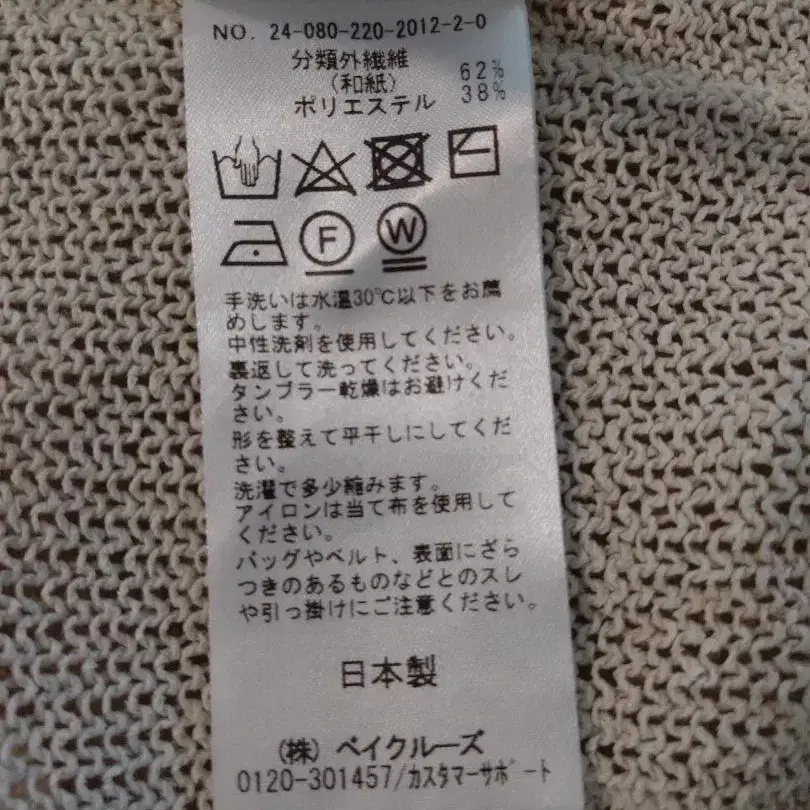 NO. 24-080-220-2012-2-0
分類外繊維
(和紙) 62%
ポリエステル 38%
F W
手洗いは水温30℃以下をお薦
めします。
中性洗剤を使用してください。
裏返して洗ってください。
タンブラー乾燥はお避けくだ
さい。
形を整えて平干しにしてくだ
さい。
洗濯で多少縮みます。
アイロンは当て布を使用して
ください。
バッグやベルト、表面にざら
つきのあるものなどとのスレ
や引っ掛けにご注意ください。
日本製
(株) ベイクルーズ
0120-301457/カスタマーサポート